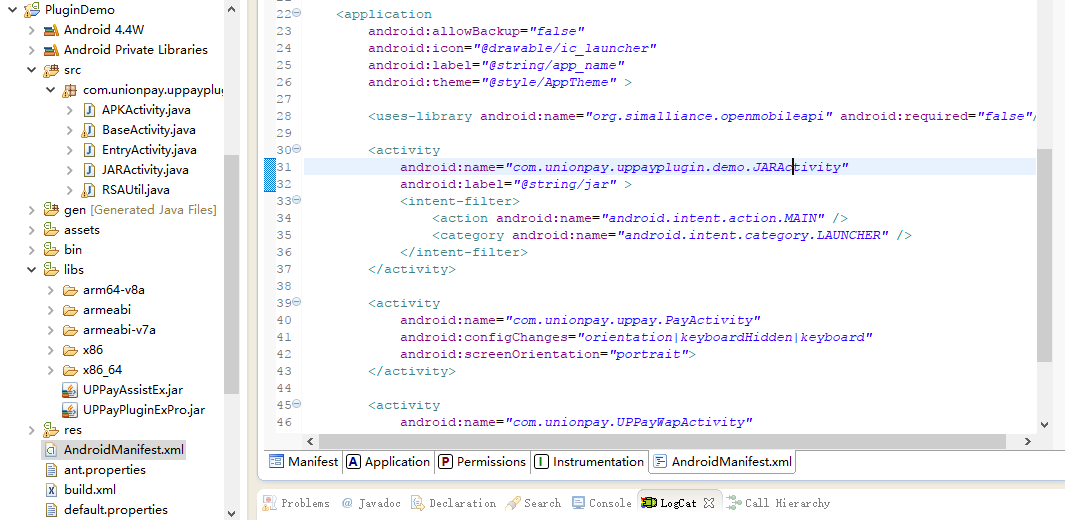 PluginDemo
Android 4.4W
Android Private Libraries
src
com.unionpay.uppayplu
APKActivity.java
BaseActivity.java
EntryActivity.java
JARActivity.java
RSAUtil.java
gen [Generated Java Files]
assets
bin
libs
arm64-v8a
armeabi
armeabi-v7a
x86
x86_64
UPPayAssistEx.jar
UPPayPluginExPro.jar
res
AndroidManifest.xml
ant.properties
build.xml
default.properties
22 <application
23 android:allowBackup="false"
24 android:icon="@drawable/ic_launcher"
25 android:label="@string/app_name"
26 android:theme="@style/AppTheme" >
27
28 <uses-library android:name="org.simalliance.openmobileapi" android:required="false"/
29
30 <activity
31 android:name="com.unionpay.uppayplugin.demo.JARActivity"
32 android:label="@string/jar" >
33 <intent-filter>
34 <action android:name="android.intent.action.MAIN" />
35 <category android:name="android.intent.category.LAUNCHER" />
36 </intent-filter>
37 </activity>
38
39 <activity
40 android:name="com.unionpay.uppay.PayActivity"
41 android:configChanges="orientation|keyboardHidden|keyboard"
42 android:screenOrientation="portrait">
43 </activity>
44
45 <activity
46 android:name="com.unionpay.UPPayWapActivity"
Manifest A Application P Permissions I Instrumentation AndroidManifest.xml
Problems @ Javadoc Declaration Search Console LogCat Call Hierarchy